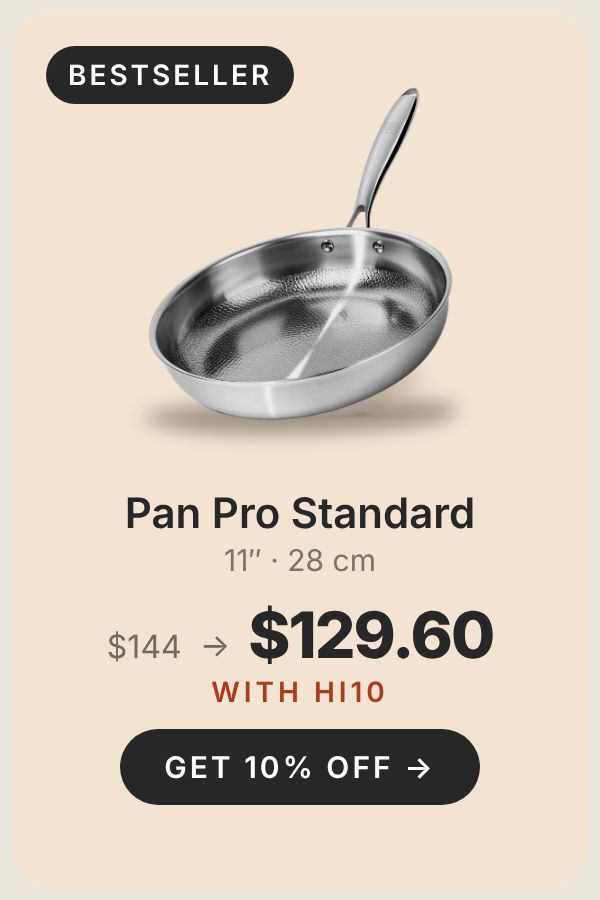 BESTSELLER
Pan Pro Standard
11″ · 28 cm
$144 → $129.60
WITH HI10
GET 10% OFF →